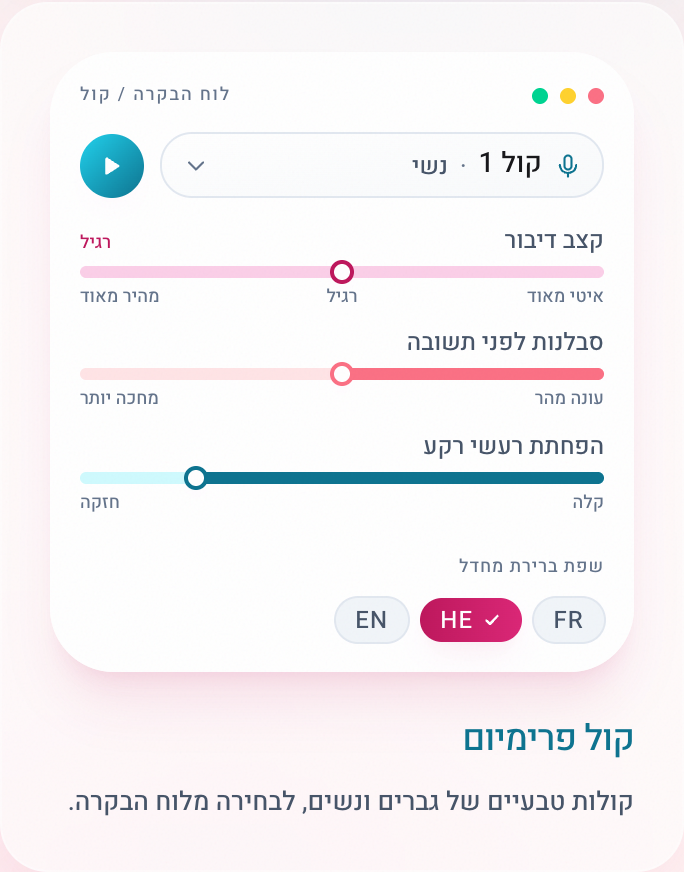 לוח הבקרה / קול
קול 1 · נשי
קצב דיבור רגיל
איטי מאוד רגיל מהיר מאוד
סבלנות לפני תשובה
עונה מהר מחכה יותר
הפחתת רעשי רקע
קלה חזקה
שפת ברירת מחדל
FR HE EN
קול פרימיום
קולות טבעיים של גברים ונשים, לבחירה מלוח הבקרה.